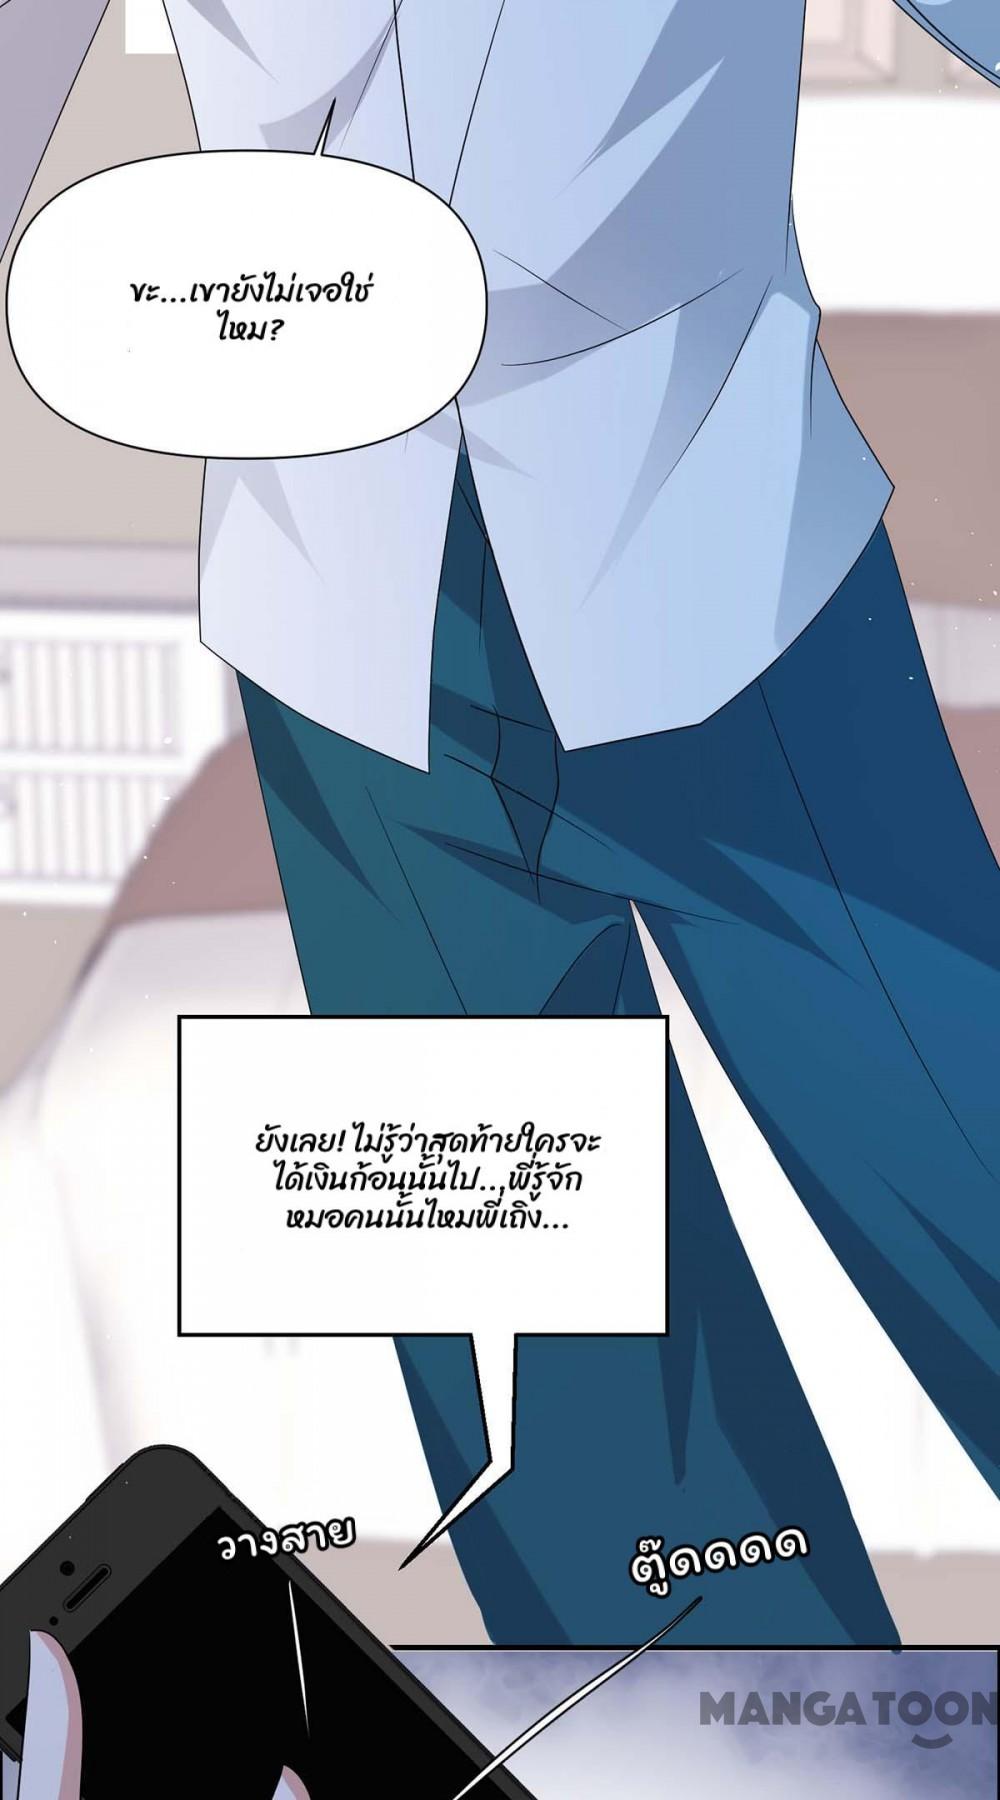 ขะ...เขายังไม่เจอใช่
ไหม?
ยังเลย! ไม่รู้ว่าสุดท้ายใครจะ
ได้เงินก้อนนั้นไป...พี่รู้จัก
หมอคนนั้นไหมพี่เถิง...
วางสาย
ตู๊ดดดด
MANGATOON